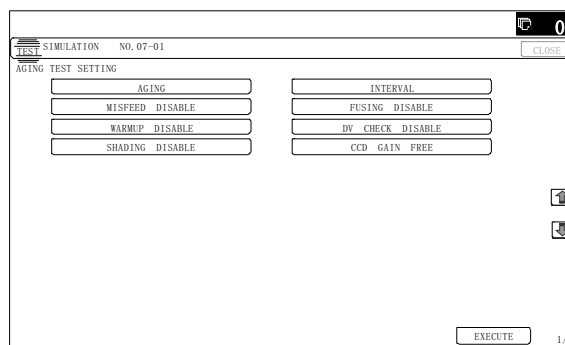 0
TEST SIMULATION NO.07-01 CLOSE
AGING TEST SETTING
AGING INTERVAL
MISFEED DISABLE FUSING DISABLE
WARMUP DISABLE DV CHECK DISABLE
SHADING DISABLE CCD GAIN FREE
EXECUTE 1/